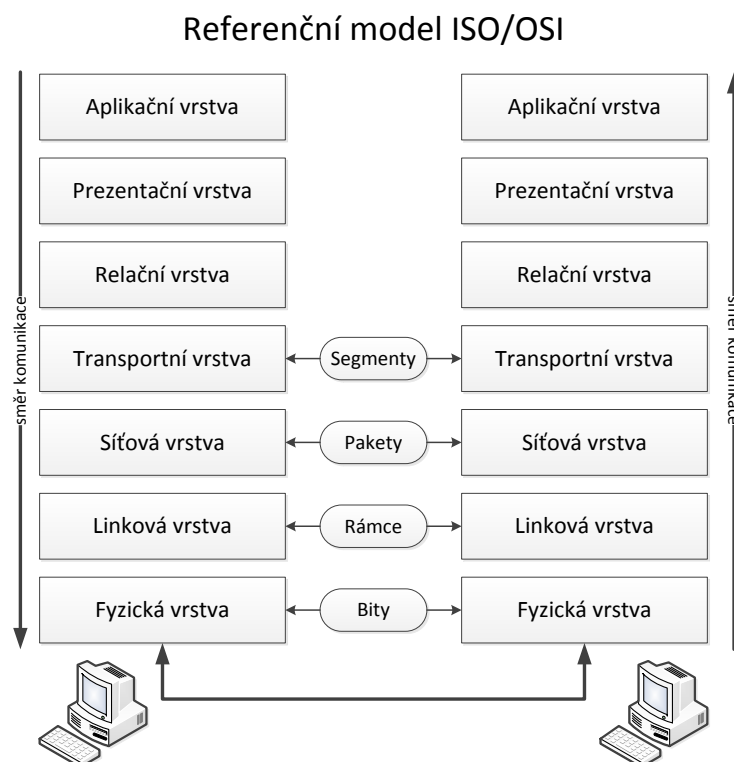 Referenční model ISO/OSI
Aplikační vrstva
Aplikační vrstva
Prezentační vrstva
Prezentační vrstva
Relační vrstva
Relační vrstva
směr komunikace
směr komunikace
Transportní vrstva
Segmenty
Transportní vrstva
Síťová vrstva
Pakety
Síťová vrstva
Linková vrstva
Rámce
Linková vrstva
Fyzická vrstva
Bity
Fyzická vrstva